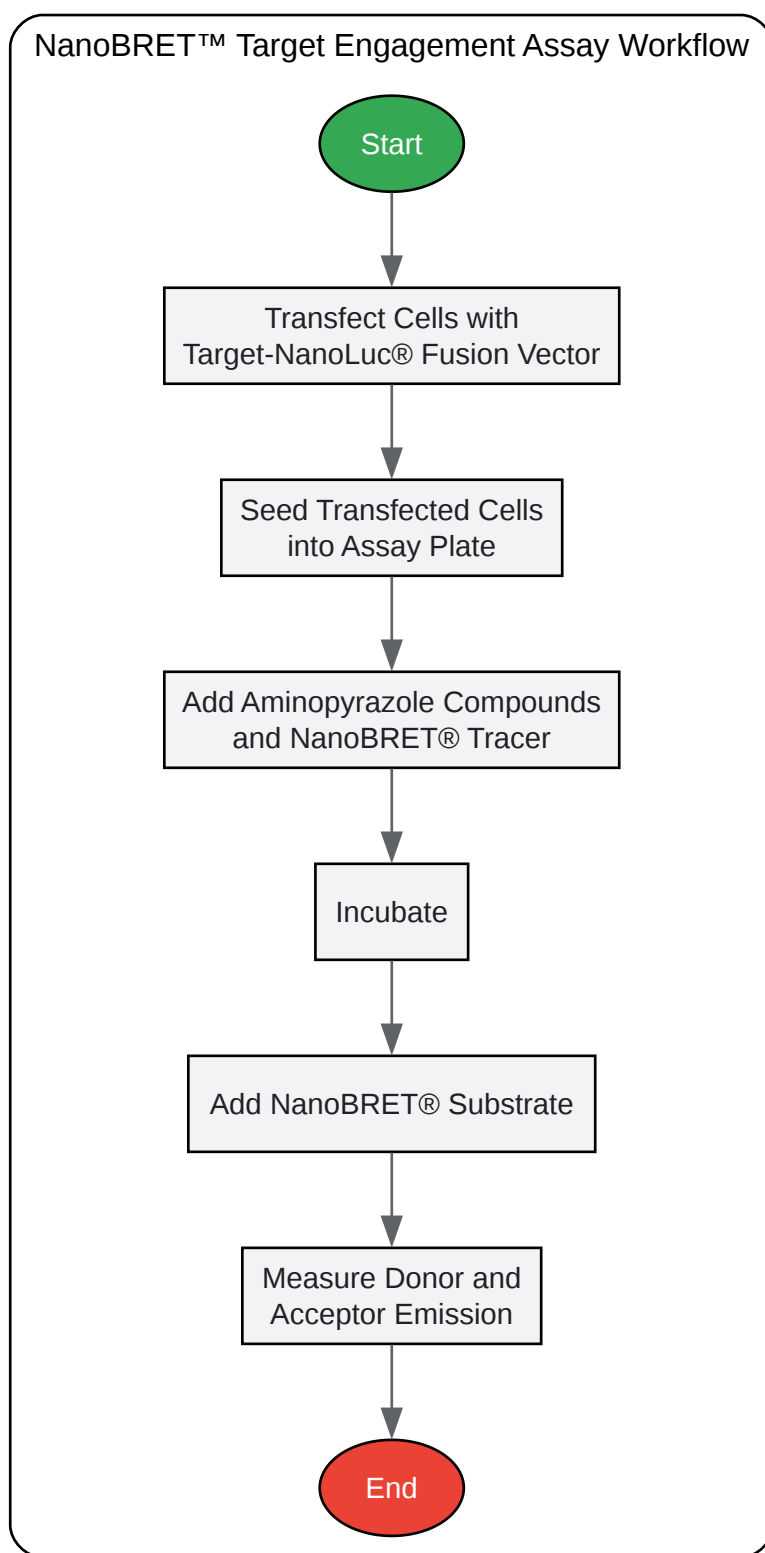 NanoBRET™ Target Engagement Assay Workflow
Start
Transfect Cells with
Target-NanoLuc® Fusion Vector
Seed Transfected Cells
into Assay Plate
Add Aminopyrazole Compounds
and NanoBRET® Tracer
Incubate
Add NanoBRET® Substrate
Measure Donor and
Acceptor Emission
End